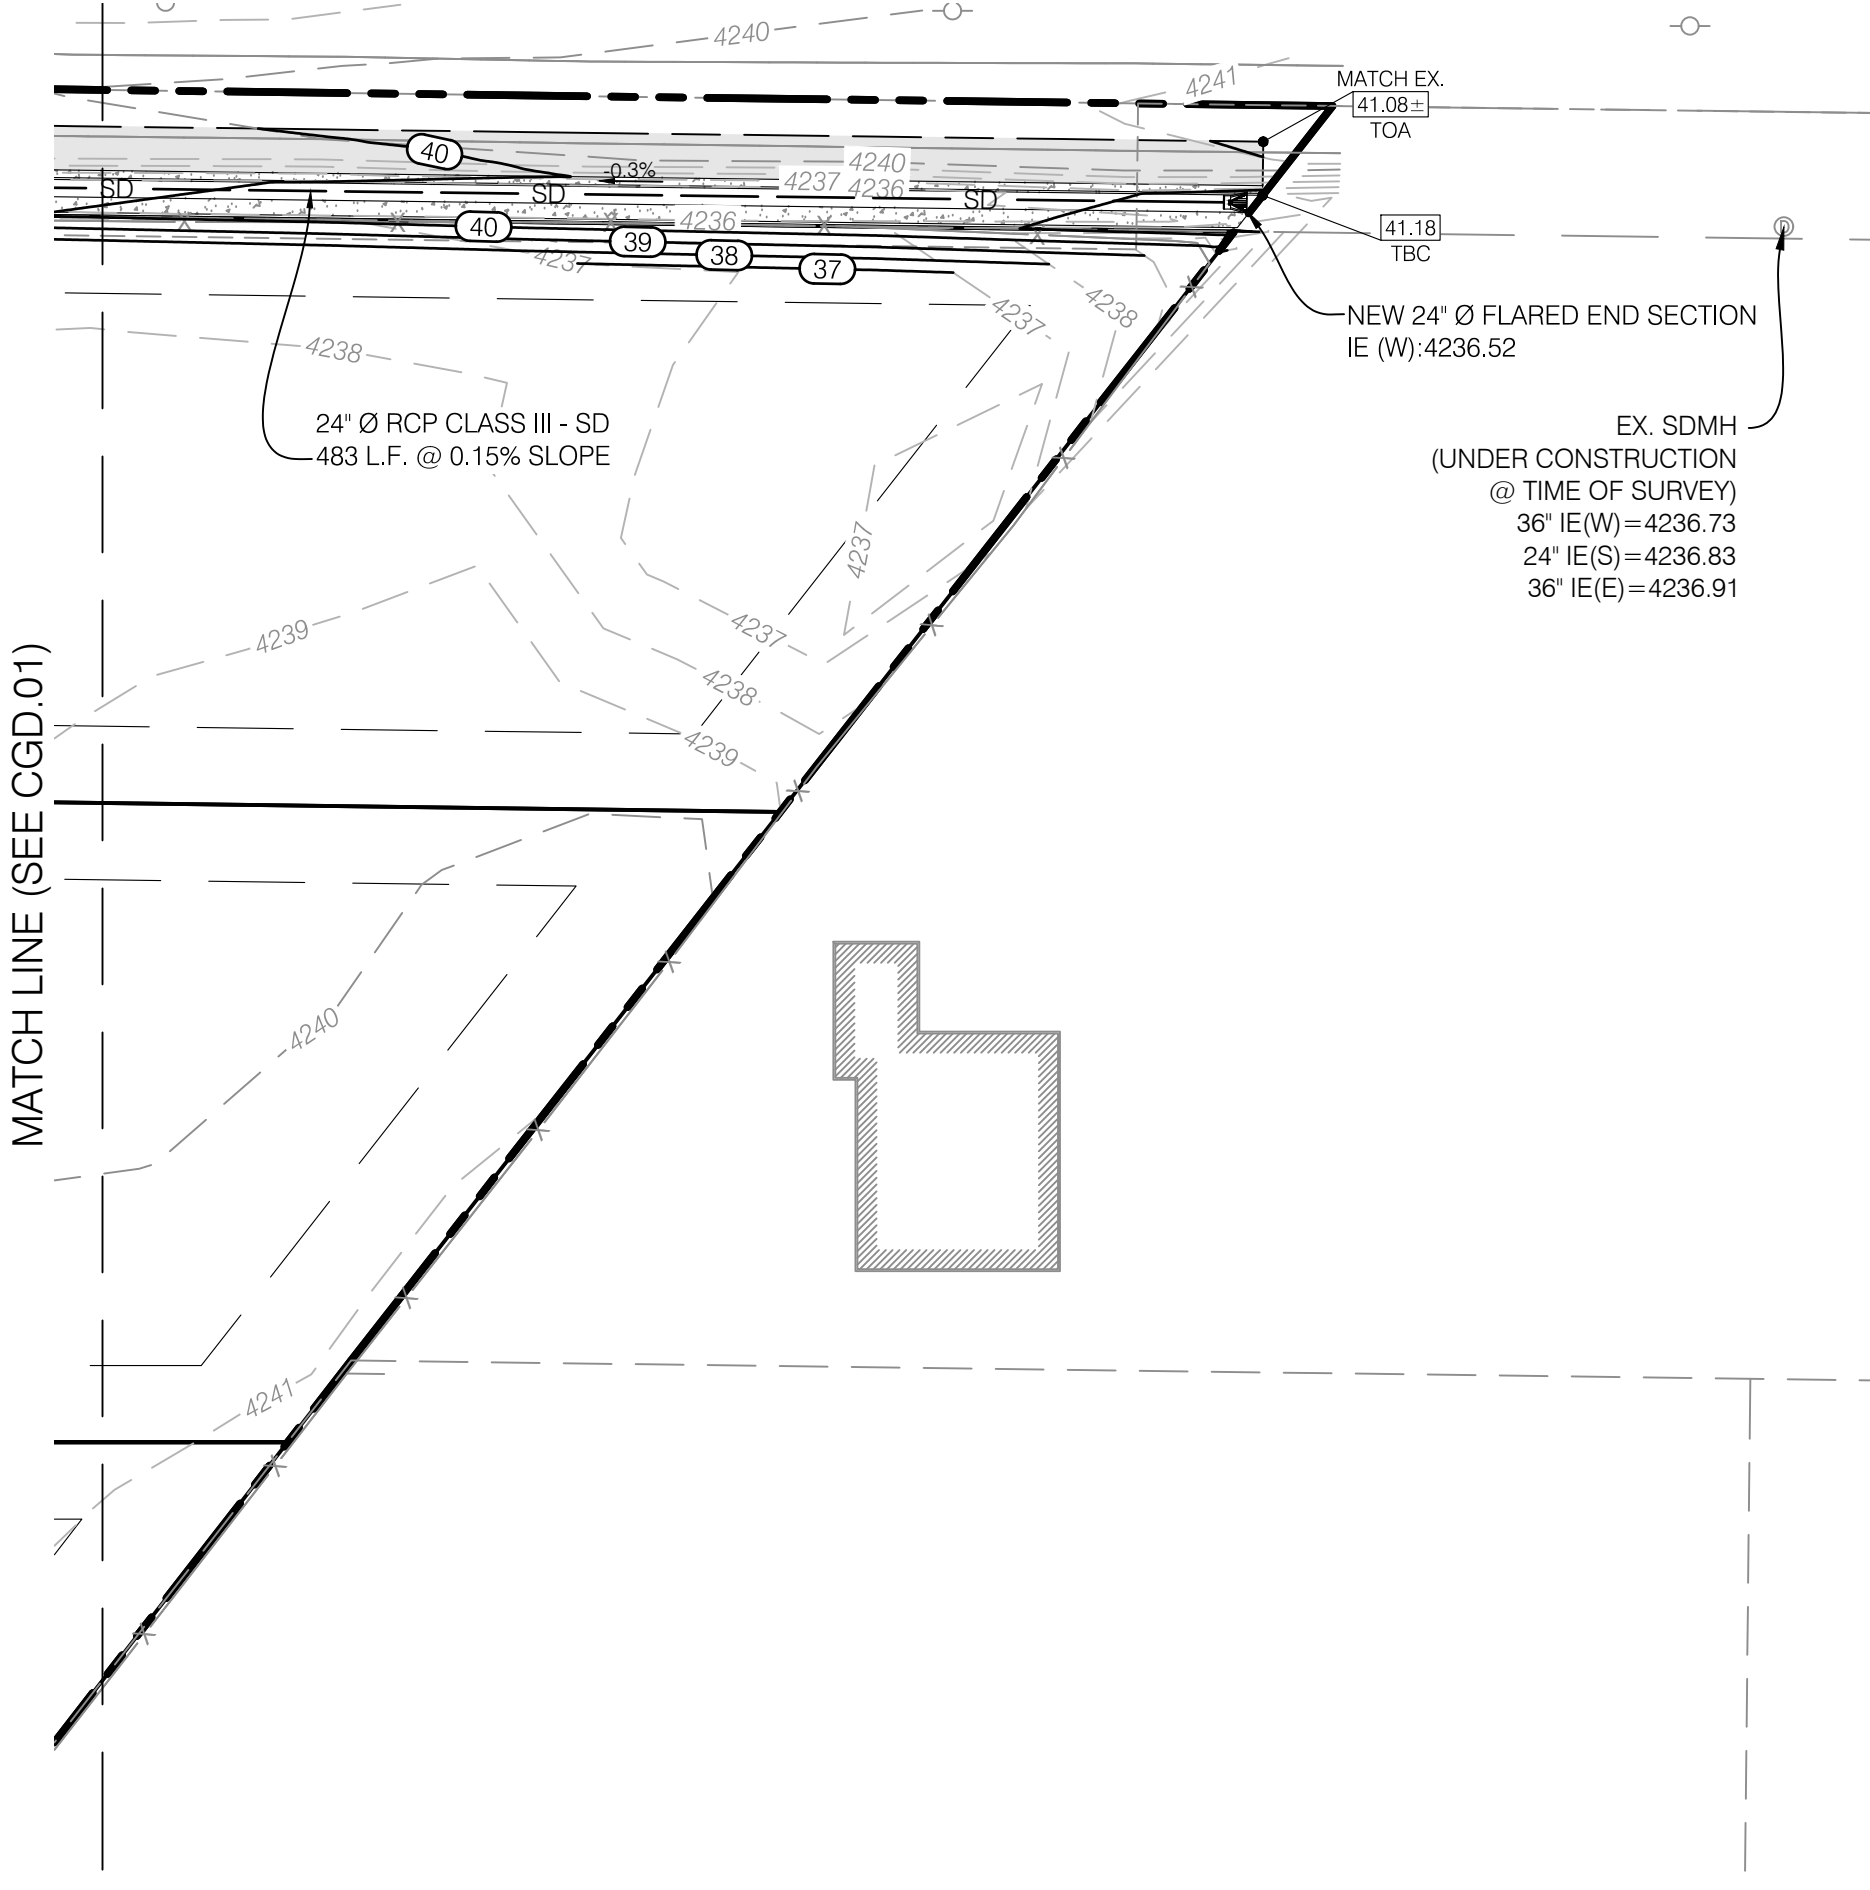 4240
4241
MATCH EX.
41.08±
TOA
40
4240
-0.3%
4237 4236
SD
SD
SD
4236
40
39
38
37
4237
41.18
TBC
4237
4238
NEW 24" Ø FLARED END SECTION
IE (W):4236.52
4238
24" Ø RCP CLASS III - SD
483 L.F. @ 0.15% SLOPE
EX. SDMH
(UNDER CONSTRUCTION
@ TIME OF SURVEY)
36" IE(W)=4236.73
24" IE(S)=4236.83
36" IE(E)=4236.91
D
4237
4239
4237
4238
4239
MATCH LINE (SEE CGD.01)
4240
4241